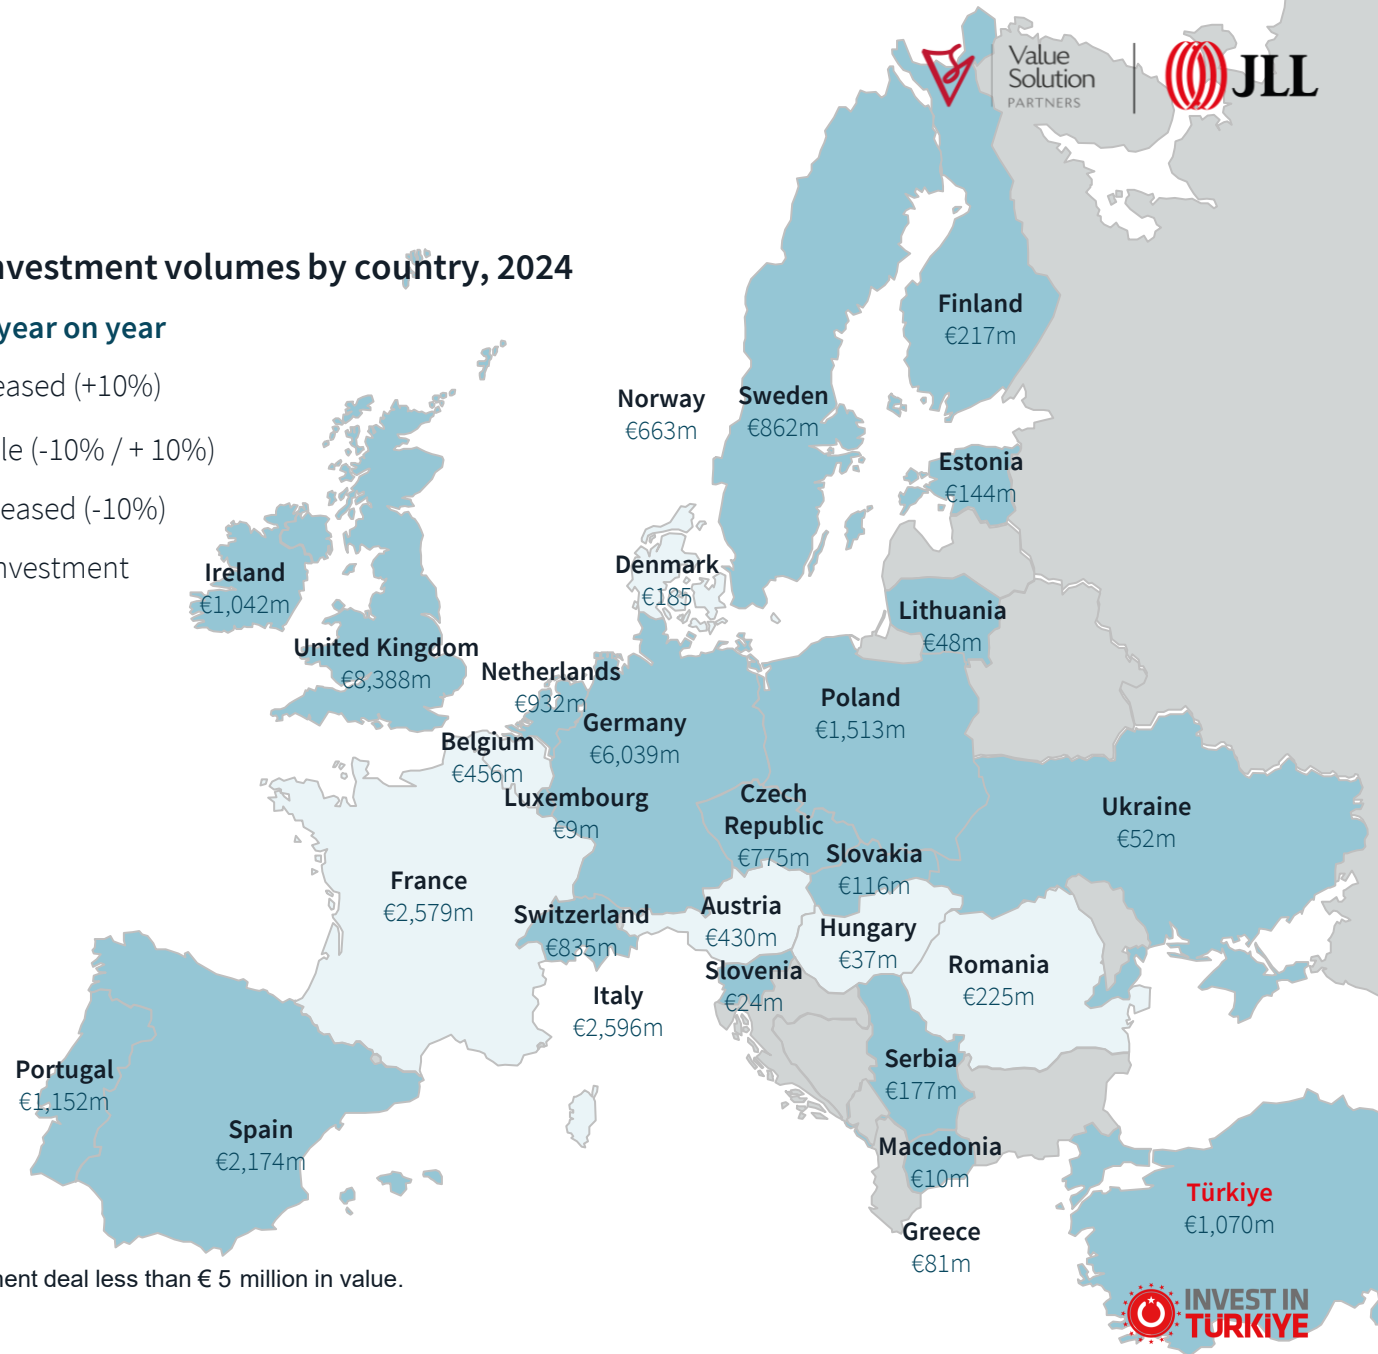 Value
Solution
PARTNERS
JLL
nvestment volumes by country, 2024
year on year
eased (+10%)
le (-10% / + 10%)
eased (-10%)
nvestment
Finland
€217m
Norway
€663m
Sweden
€862m
Estonia
€144m
Denmark
€185
Ireland
€1,042m
Lithuania
€48m
United Kingdom
€8,388m
Netherlands
€932m
Poland
€1,513m
Germany
€6,039m
Belgium
€456m
Luxembourg
€9m
Czech
Republic
€775m
Ukraine
€52m
Slovakia
€116m
France
€2,579m
Switzerland
€835m
Austria
€430m
Hungary
€37m
Romania
€225m
Slovenia
€24m
Italy
€2,596m
Serbia
€177m
Portugal
€1,152m
Spain
€2,174m
Macedonia
€10m
Türkiye
€1,070m
Greece
€81m
nent deal less than € 5 million in value.
INVEST IN
TÜRKİYE